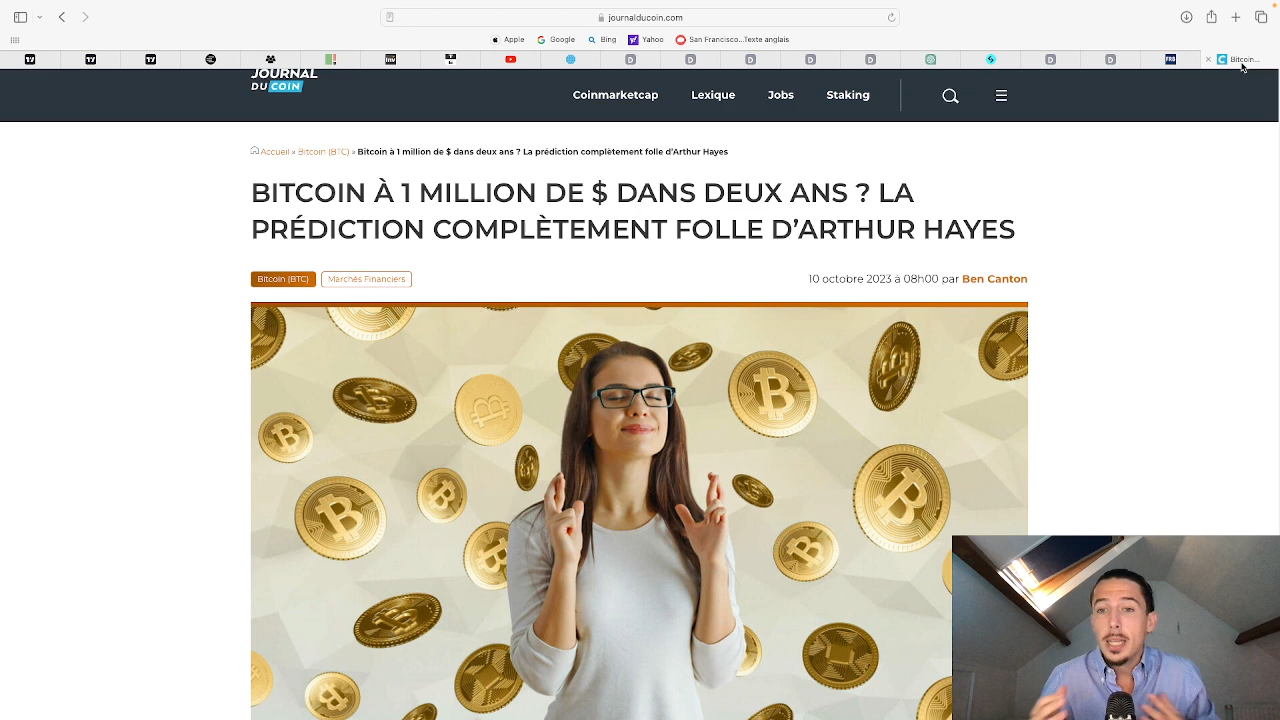 journalducoin.com
Apple Google Bing Yahoo San Francisco...Texte anglais
inv FRB Bitcoin...
JOURNAL
DU COIN
Coinmarketcap Lexique Jobs Staking
Accueil » Bitcoin (BTC) » Bitcoin à 1 million de $ dans deux ans ? La prédiction complètement folle d'Arthur Hayes
BITCOIN À 1 MILLION DE $ DANS DEUX ANS ? LA
PRÉDICTION COMPLÈTEMENT FOLLE D'ARTHUR HAYES
Bitcoin (BTC) Marchés Financiers 10 octobre 2023 à 08h00 par Ben Canton